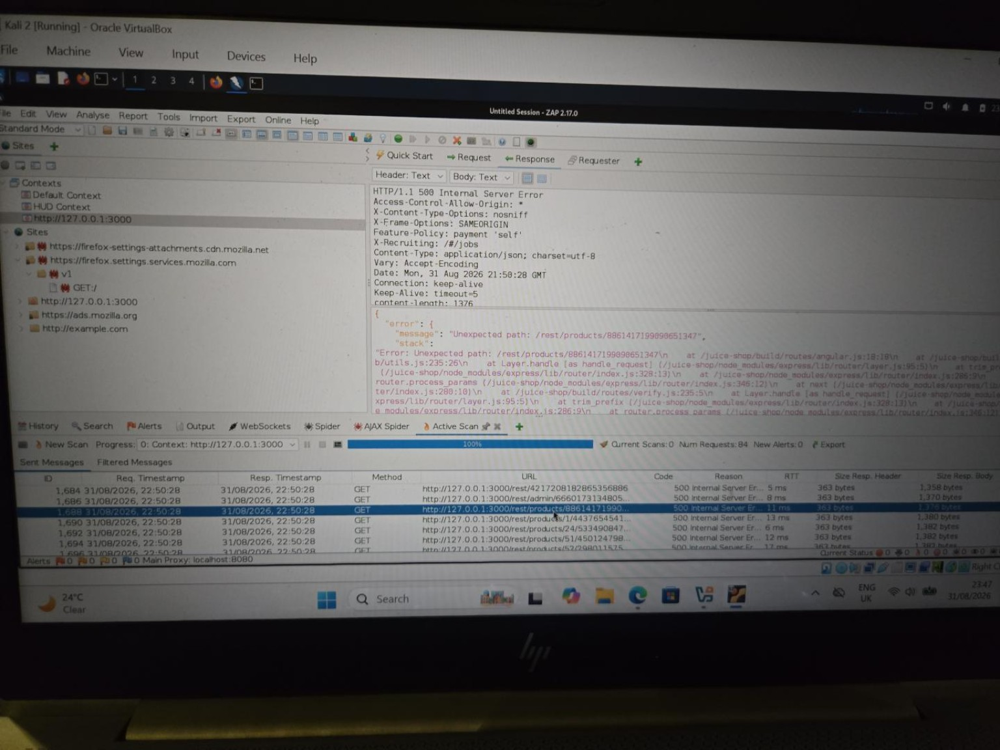 Kali 2 [Running] - Oracle VirtualBox
File Machine View Input Devices Help
1 2 3 4
Untitled Session - ZAP 2.17.0
File Edit View Analyse Report Tools Import Export Online Help
Standard Mode
Sites
Quick Start Request Response Requester
Header: Text Body: Text
Contexts
Default Context
HUD Context
http://127.0.0.1:3000
Sites
https://firefox-settings-attachments.cdn.mozilla.net
https://firefox.settings.services.mozilla.com
v1
GET:/
http://127.0.0.1:3000
https://ads.mozilla.org
http://example.com
HTTP/1.1 500 Internal Server Error
Access-Control-Allow-Origin: *
X-Content-Type-Options: nosniff
X-Frame-Options: SAMEORIGIN
Feature-Policy: payment 'self'
X-Recruiting: /#/jobs
Content-Type: application/json; charset=utf-8
Vary: Accept-Encoding
Date: Mon, 31 Aug 2026 21:50:28 GMT
Connection: keep-alive
Keep-Alive: timeout=5
content-length: 1376
{
"error": {
"message": "Unexpected path: /rest/products/8861417199090651347",
"stack":
"Error: Unexpected path: /rest/products/8861417199090651347\n at /juice-shop/build/routes/angular.js:18:18\n at /juice-shop/buil
b/utils.js:235:26\n at Layer.handle [as handle_request] (/juice-shop/node_modules/express/lib/router/layer.js:95:5)\n at trim_pr
(/juice-shop/node_modules/express/lib/router/index.js:328:13)\n at /juice-shop/node_modules/express/lib/router/index.js:286:9\n
router.process_params (/juice-shop/node_modules/express/lib/router/index.js:346:12)\n at next (/juice-shop/node_modules/express/lib
ter/index.js:280:10)\n at /juice-shop/build/routes/verify.js:235:5\n at Layer.handle [as handle_request] (/juice-shop/node_modules
xpress/lib/router/layer.js:95:5)\n at trim_prefix (/juice-shop/node_modules/express/lib/router/index.js:328:13)\n at /juice-shop
e_modules/express/lib/router/index.js:286:9\n at router.process_params (/juice-shop/node_modules/express/lib/router/index.js:346:12)
History Search Alerts Output WebSockets Spider AJAX Spider Active Scan
New Scan Progress: 0: Context: http://127.0.0.1:3000 100% Current Scans:0 Num Requests:84 New Alerts:0 Export
Sent Messages Filtered Messages
ID Req. Timestamp Resp. Timestamp Method URL Code Reason RTT Size Resp. Header Size Resp. Body
1,684 31/08/2026, 22:50:28 31/08/2026, 22:50:28 GET http://127.0.0.1:3000/rest/4217208182865356886 500 Internal Server Er... 5 ms 363 bytes 1,358 bytes
1,686 31/08/2026, 22:50:28 31/08/2026, 22:50:28 GET http://127.0.0.1:3000/rest/admin/6660173134805... 500 Internal Server Er... 8 ms 363 bytes 1,370 bytes
1,688 31/08/2026, 22:50:28 31/08/2026, 22:50:28 GET http://127.0.0.1:3000/rest/products/88614171990... 500 Internal Server Er... 11 ms 363 bytes 1,376 bytes
1,690 31/08/2026, 22:50:28 31/08/2026, 22:50:28 GET http://127.0.0.1:3000/rest/products/1/4437654541... 500 Internal Server Er... 13 ms 363 bytes 1,380 bytes
1,692 31/08/2026, 22:50:28 31/08/2026, 22:50:28 GET http://127.0.0.1:3000/rest/products/24/533490847... 500 Internal Server Er... 6 ms 363 bytes 1,382 bytes
1,694 31/08/2026, 22:50:28 31/08/2026, 22:50:28 GET http://127.0.0.1:3000/rest/products/51/450124798... 500 Internal Server Er... 12 ms 363 bytes 1,382 bytes
1,696 31/08/2026, 22:50:28 31/08/2026, 22:50:28 GET 500 Internal Server Er... 17 ms 363 bytes 1,382 bytes
Alerts 0 0 0 0 Main Proxy: localhost:8080 Current Status 0 0 0 0 0 0
Right
24°C
Clear
Search
ENG
UK
23:47
31/08/2026
hp